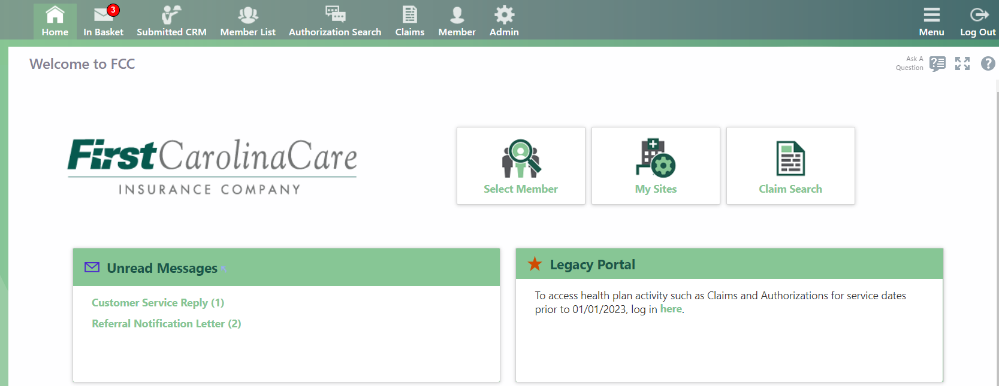 3
Home
In Basket
Submitted CRM
Member List
Authorization Search
Claims
Member
Admin
Menu
Log Out
Welcome to FCC
Ask A
Question
FirstCarolinaCare
INSURANCE COMPANY
Select Member
My Sites
Claim Search
Unread Messages
Customer Service Reply (1)
Referral Notification Letter (2)
Legacy Portal
To access health plan activity such as Claims and Authorizations for service dates
prior to 01/01/2023, log in here.